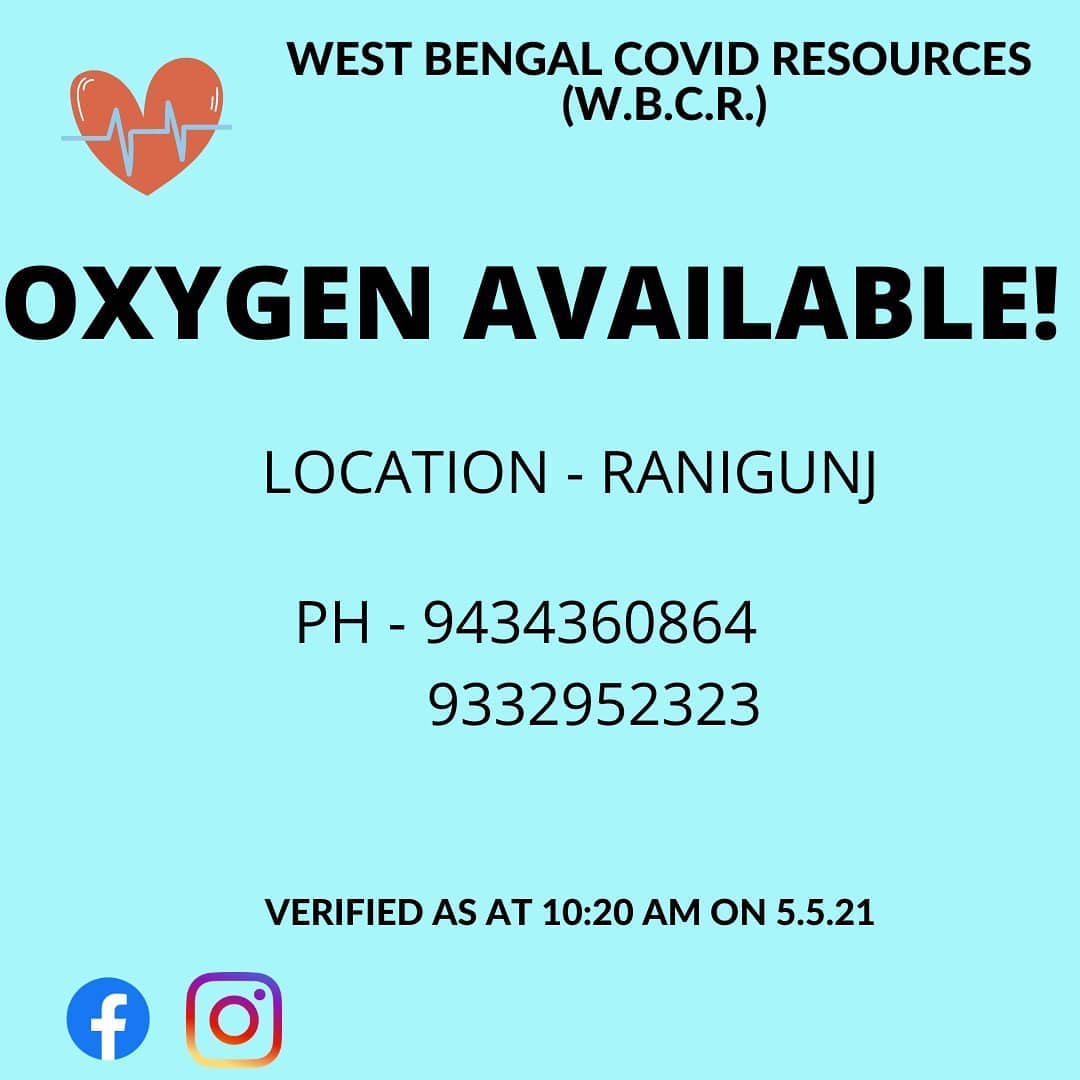 WEST BENGAL COVID RESOURCES
(W.B.C.R.)
OXYGEN AVAILABLE!
LOCATION - RANIGUNJ
PH - 9434360864
9332952323
VERIFIED AS AT 10:20 AM ON 5.5.21